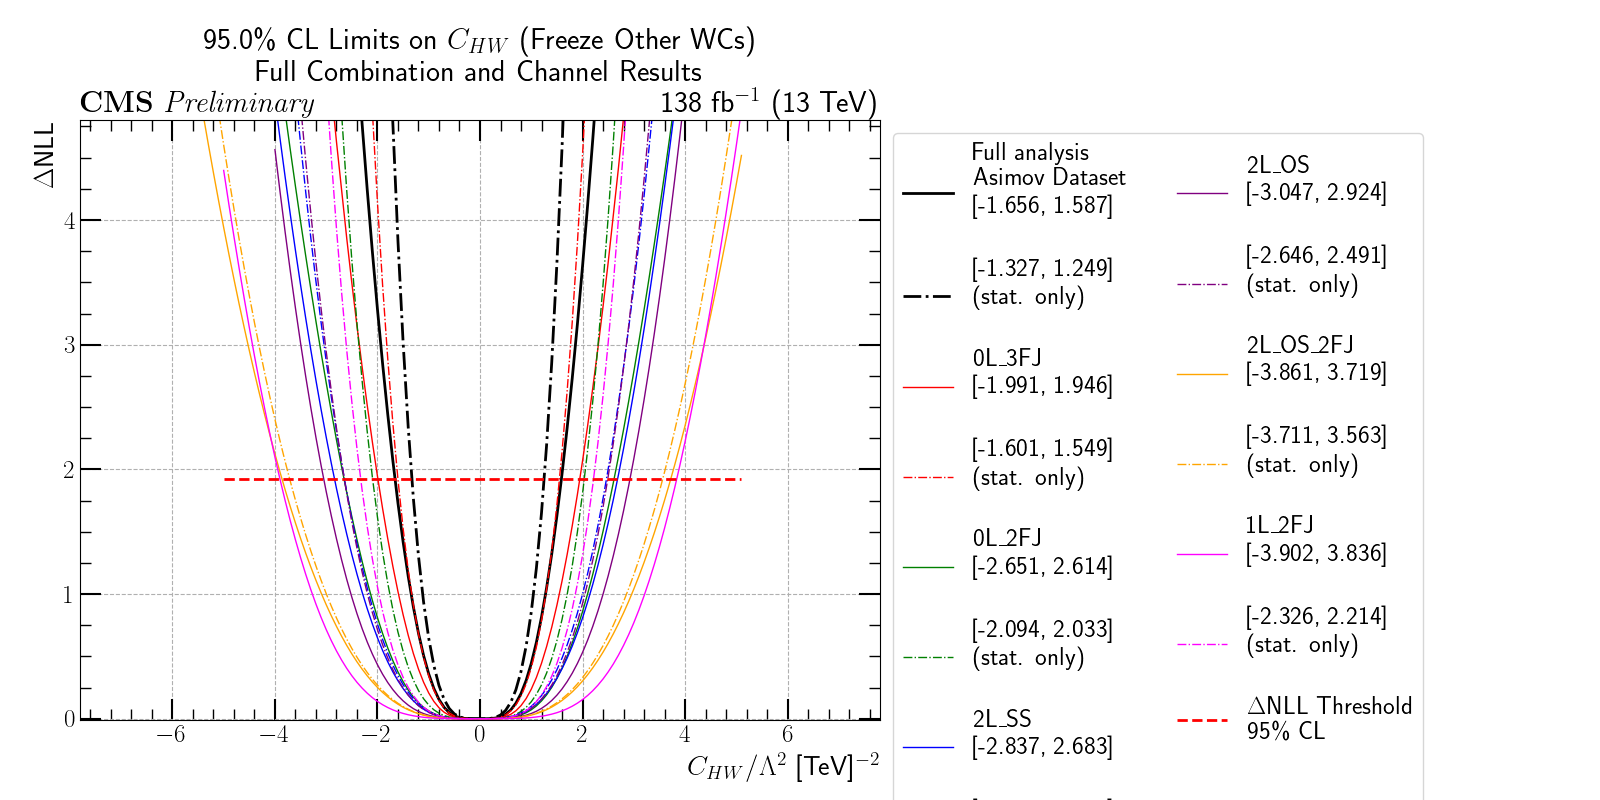 95.0% CL Limits on C_{HW} (Freeze Other WCs)
Full Combination and Channel Results
CMS Preliminary
138 fb^{-1} (13 TeV)
ΔNLL
4
3
2
1
0
−6
−4
−2
0
2
4
6
C_{HW}/Λ^2 [TeV]^{-2}
Full analysis
Asimov Dataset
[-1.656, 1.587]
[-1.327, 1.249]
(stat. only)
0L_3FJ
[-1.991, 1.946]
[-1.601, 1.549]
(stat. only)
0L_2FJ
[-2.651, 2.614]
[-2.094, 2.033]
(stat. only)
2L_SS
[-2.837, 2.683]
2L_OS
[-3.047, 2.924]
[-2.646, 2.491]
(stat. only)
2L_OS_2FJ
[-3.861, 3.719]
[-3.711, 3.563]
(stat. only)
1L_2FJ
[-3.902, 3.836]
[-2.326, 2.214]
(stat. only)
ΔNLL Threshold
95% CL